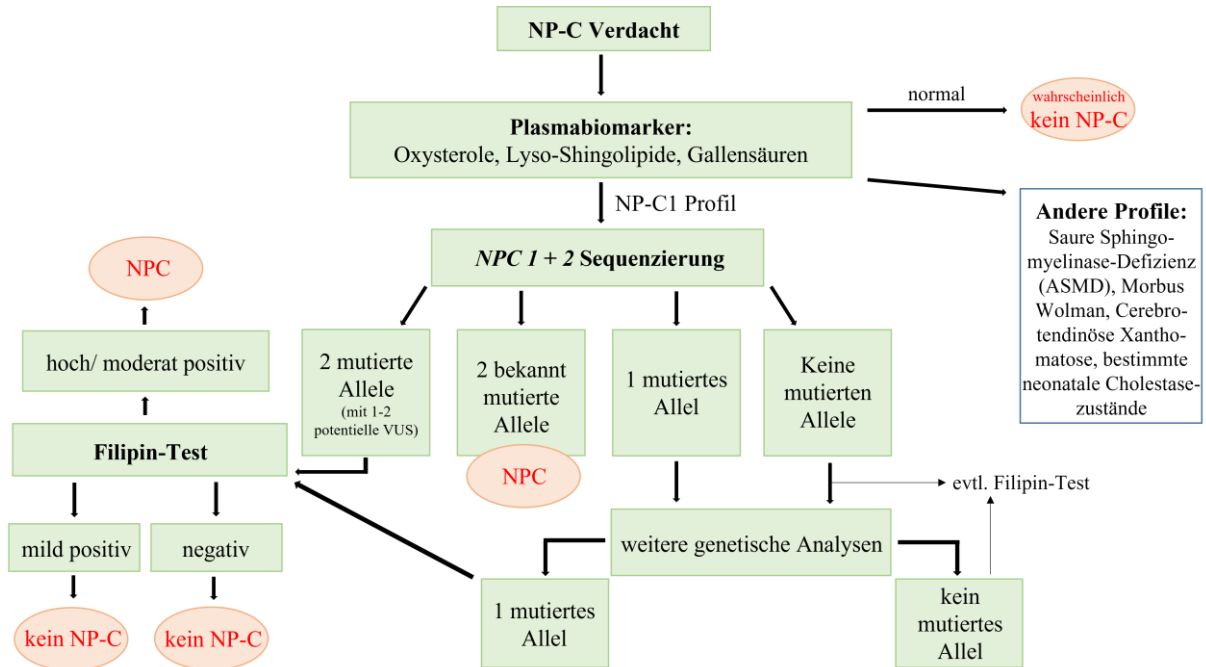 NP-C Verdacht
normal
wahrscheinlich
kein NP-C
Plasmabiomarker:
Oxysterole, Lyso-Shingolipide, Gallensäuren
NP-C1 Profil
Andere Profile:
Saure Sphingo-
myelinase-Defizienz
(ASMD), Morbus
Wolman, Cerebro-
tendinöse Xantho-
matose, bestimmte
neonatale Cholestase-
zustände
NPC 1 + 2 Sequenzierung
NPC
hoch/ moderat positiv
Filipin-Test
mild positiv
negativ
kein NP-C
kein NP-C
2 mutierte
Allele
(mit 1-2
potentielle VUS)
2 bekannt
mutierte
Allele
NPC
1 mutiertes
Allel
Keine
mutierten
Allele
evtl. Filipin-Test
weitere genetische Analysen
1 mutiertes
Allel
kein
mutiertes
Allel